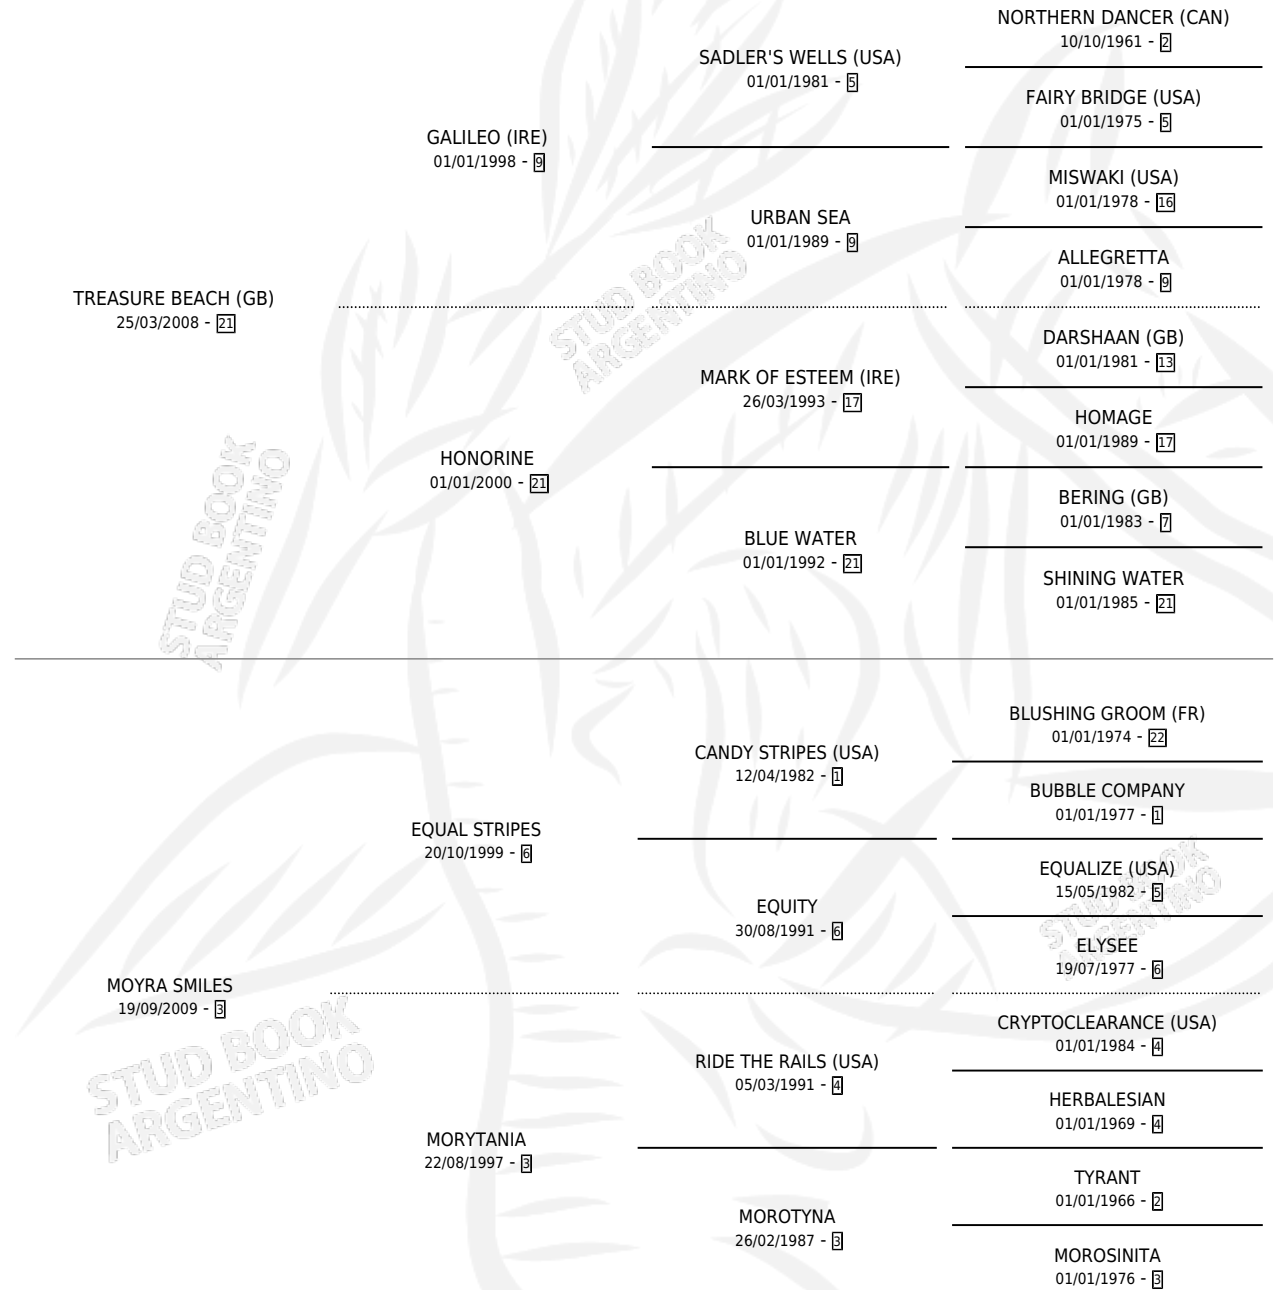 NORTHERN DANCER (CAN)
10/10/1961 - 2
SADLER'S WELLS (USA)
01/01/1981 - 5
FAIRY BRIDGE (USA)
01/01/1975 - 5
GALILEO (IRE)
01/01/1998 - 9
MISWAKI (USA)
01/01/1978 - 16
URBAN SEA
01/01/1989 - 9
ALLEGRETTA
01/01/1978 - 9
TREASURE BEACH (GB)
25/03/2008 - 21
STUD BOOK
ARGENTINO
DARSHAAN (GB)
01/01/1981 - 13
MARK OF ESTEEM (IRE)
26/03/1993 - 17
HOMAGE
01/01/1989 - 17
HONORINE
01/01/2000 - 21
BERING (GB)
01/01/1983 - 7
BLUE WATER
01/01/1992 - 21
SHINING WATER
01/01/1985 - 21
STUD BOOK
ARGENTINO
BLUSHING GROOM (FR)
01/01/1974 - 22
CANDY STRIPES (USA)
12/04/1982 - 1
BUBBLE COMPANY
01/01/1977 - 1
EQUAL STRIPES
20/10/1999 - 6
EQUALIZE (USA)
15/05/1982 - 5
EQUITY
30/08/1991 - 6
ELYSEE
19/07/1977 - 6
STUD BOOK
ARGENTINO
MOYRA SMILES
19/09/2009 - 3
CRYPTOCLEARANCE (USA)
01/01/1984 - 4
RIDE THE RAILS (USA)
05/03/1991 - 4
HERBALESIAN
01/01/1969 - 4
STUD BOOK
ARGENTINO
MORYTANIA
22/08/1997 - 3
TYRANT
01/01/1966 - 2
MOROTYNA
26/02/1987 - 3
MOROSINITA
01/01/1976 - 3